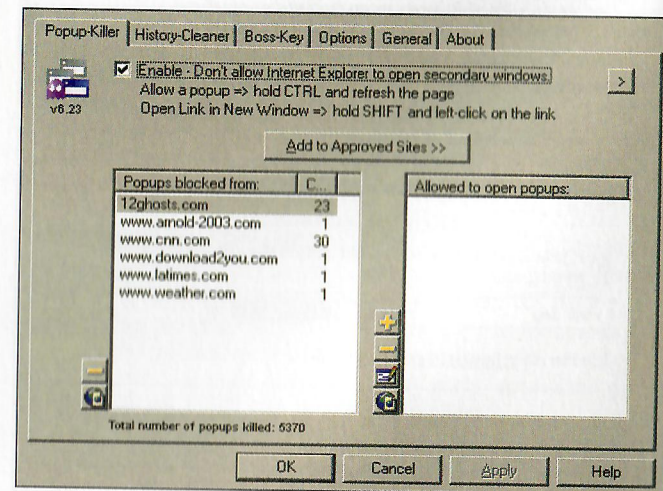 Popup-Killer History-Cleaner Boss-Key Options General About
v6.23
Enable - Don't allow Internet Explorer to open secondary windows.
>
Allow a popup => hold CTRL and refresh the page
Open Link in New Window => hold SHIFT and left-click on the link
Add to Approved Sites >>
Popups blocked from: C...
12ghosts.com 23
www.arnold-2003.com 1
www.cnn.com 30
www.download2you.com 1
www.latimes.com 1
www.weather.com 1
Allowed to open popups:
Total number of popups killed: 5370
OK Cancel Apply Help